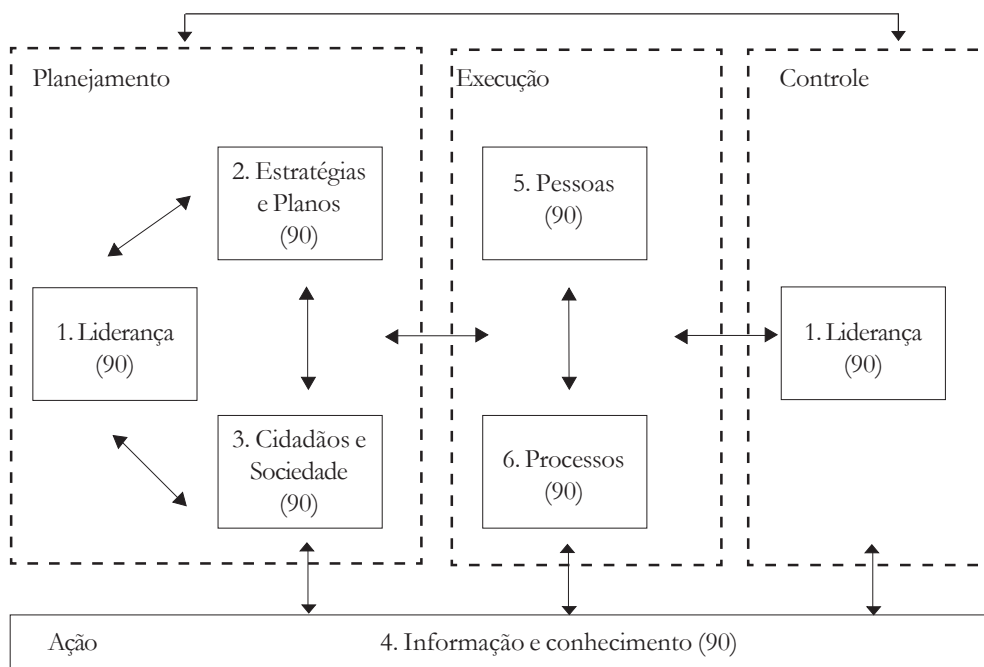 Planejamento
Execução
Controle
2. Estratégias
e Planos
(90)
5. Pessoas
(90)
1. Liderança
(90)
1. Liderança
(90)
3. Cidadãos e
Sociedade
(90)
6. Processos
(90)
Ação
4. Informação e conhecimento (90)